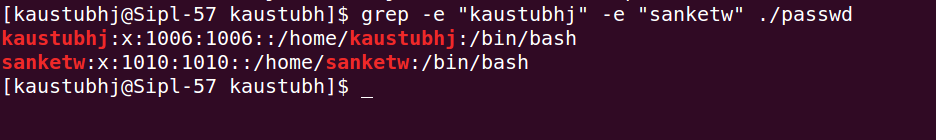 [kaustubhj@Sipl-57 kaustubh]$ grep -e "kaustubhj" -e "sanketw" ./passwd
kaustubhj:x:1006:1006::/home/kaustubhj:/bin/bash
sanketw:x:1010:1010::/home/sanketw:/bin/bash
[kaustubhj@Sipl-57 kaustubh]$ _